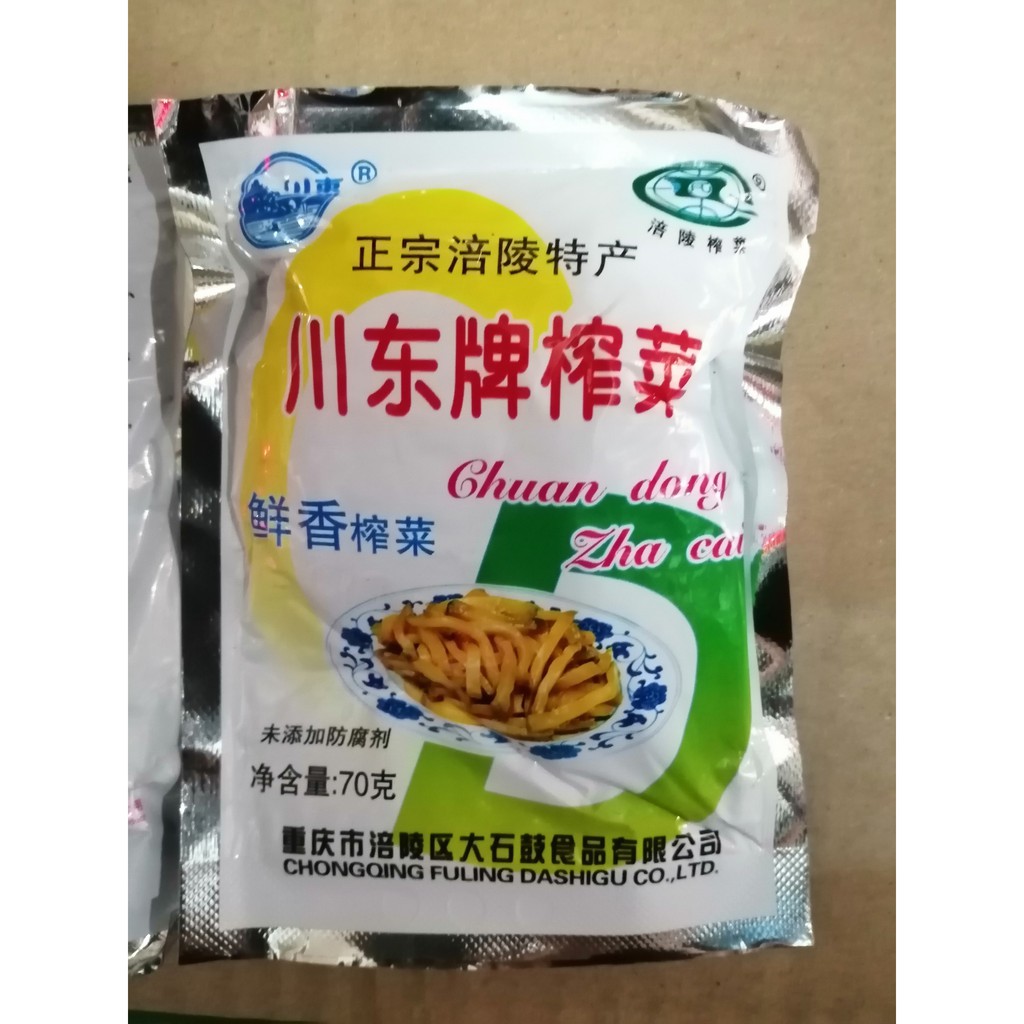 川東®
®
涪陵榨菜
正宗涪陵特产
川东牌榨菜
Chuan dong
Zha cai
鲜香榨菜
未添加防腐剂
净含量:70克
重庆市涪陵区大石鼓食品有限公司
CHONGQING FULING DASHIGU CO.,LTD.